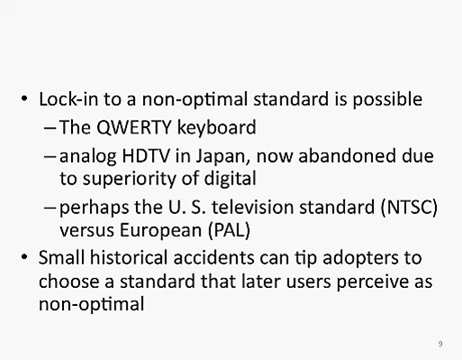 • Lock-in to a non-optimal standard is possible
– The QWERTY keyboard
– analog HDTV in Japan, now abandoned due
to superiority of digital
– perhaps the U. S. television standard (NTSC)
versus European (PAL)
• Small historical accidents can tip adopters to
choose a standard that later users perceive as
non-optimal
9